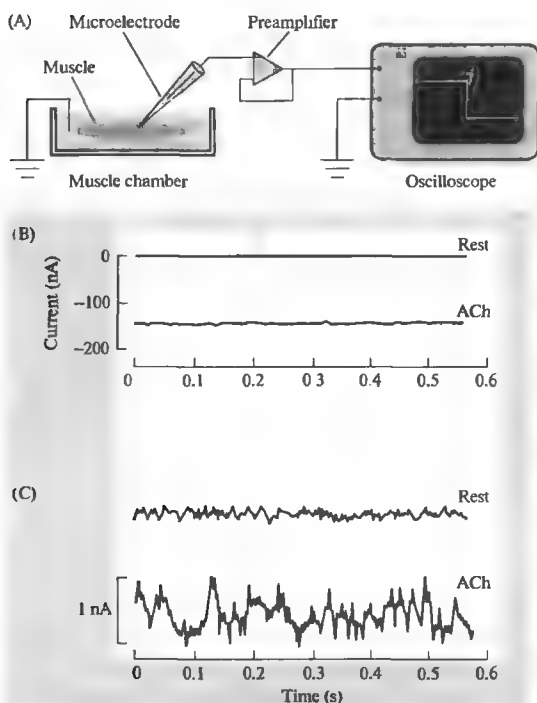 (A)
Microelectrode
Preamplifier
Muscle
Muscle chamber
Oscilloscope
(B)
Rest
0
Current (nA)
−100
ACh
−200
0 0.1 0.2 0 3 0.4 0.5 0.6
(C)
Rest
ACh
1 nA
0 0.1 0.2 0.3 0.4 0.5 0.6
Time (s)